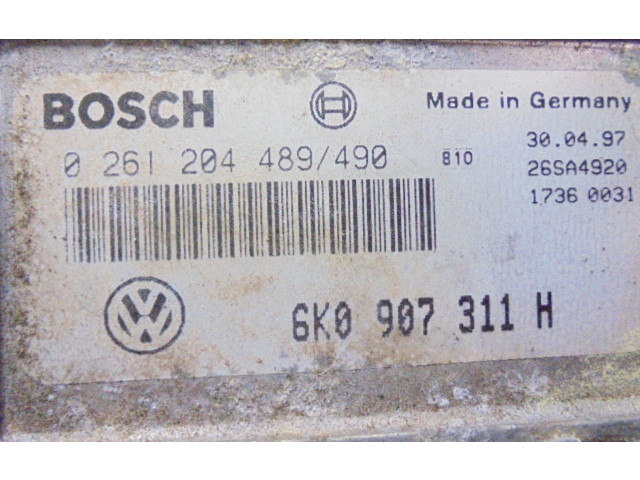 BOSCH
Made in Germany
0 261 204 489/490
810
30.04.97
26SA4920
1736 0031
VW
6K0 907 311 H